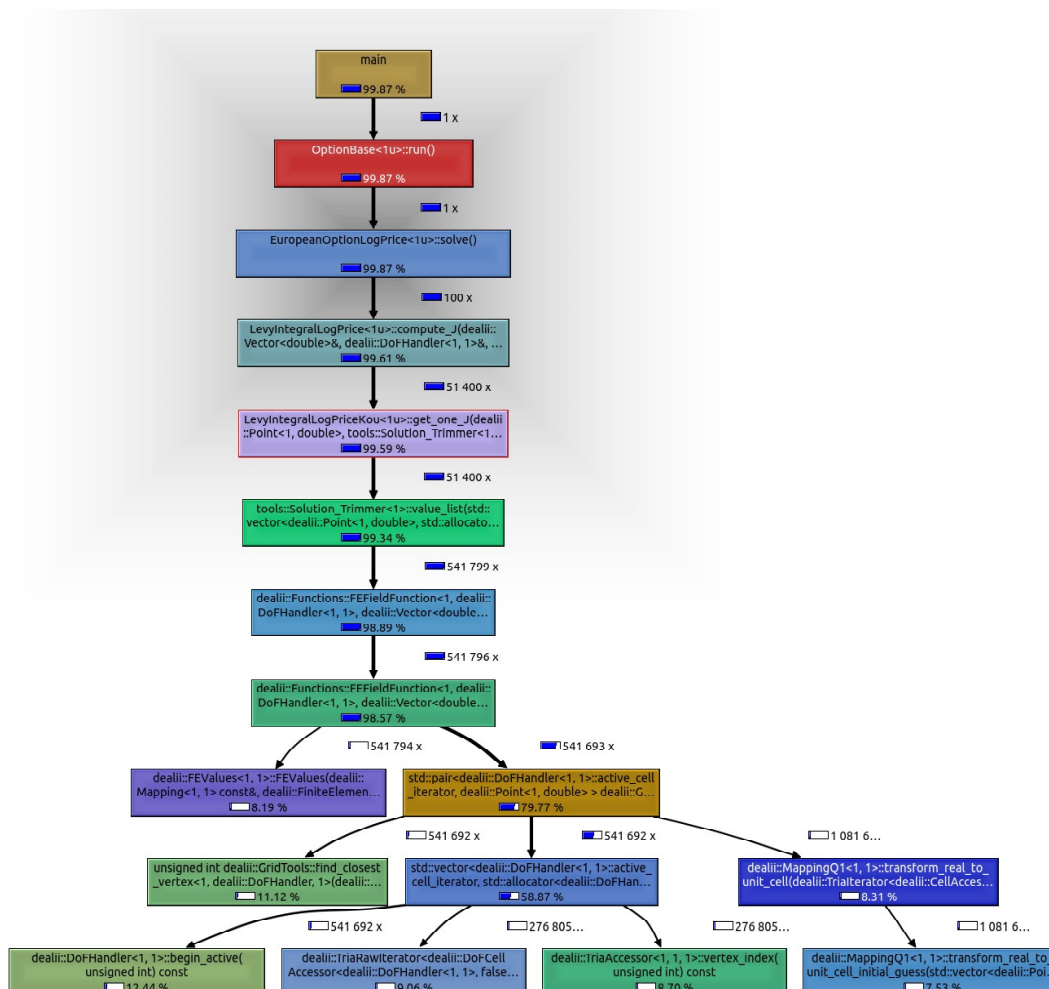 main
99.87 %
1 x
OptionBase<1u>::run()
99.87 %
1 x
EuropeanOptionLogPrice<1u>::solve()
99.87 %
100 x
LevyIntegralLogPrice<1u>::compute_J(dealii::
Vector<double>&, dealii::DoFHandler<1, 1>&, ...
99.61 %
51 400 x
LevyIntegralLogPriceKou<1u>::get_one_J(dealii
::Point<1, double>, tools::Solution_Trimmer<1...
99.59 %
51 400 x
tools::Solution_Trimmer<1>::value_list(std::
vector<dealii::Point<1, double>, std::allocato...
99.34 %
541 799 x
dealii::Functions::FEFieldFunction<1, dealii::
DoFHandler<1, 1>, dealii::Vector<double...
98.89 %
541 796 x
dealii::Functions::FEFieldFunction<1, dealii::
DoFHandler<1, 1>, dealii::Vector<double...
98.57 %
541 794 x
541 693 x
dealii::FEValues<1, 1>::FEValues(dealii::
Mapping<1, 1> const&, dealii::FiniteElemen...
8.19 %
std::pair<dealii::DoFHandler<1, 1>::active_cell
_iterator, dealii::Point<1, double> > dealii::G...
79.77 %
541 692 x
541 692 x
1 081 6...
unsigned int dealii::GridTools::find_closest
_vertex<1, dealii::DoFHandler, 1>(dealii::...
11.12 %
std::vector<dealii::DoFHandler<1, 1>::active_
cell_iterator, std::allocator<dealii::DoFHan...
58.87 %
dealii::MappingQ1<1, 1>::transform_real_to_
unit_cell(dealii::TriaIterator<dealii::CellAcces...
8.31 %
541 692 x
276 805...
276 805...
1 081 6...
dealii::DoFHandler<1, 1>::begin_active(
unsigned int) const
12.44 %
dealii::TriaRawIterator<dealii::DoFCell
Accessor<dealii::DoFHandler<1, 1>, false...
9.06 %
dealii::TriaAccessor<1, 1, 1>::vertex_index(
unsigned int) const
8.70 %
dealii::MappingQ1<1, 1>::transform_real_to_
unit_cell_initial_guess(std::vector<dealii::Poi...
7.53 %